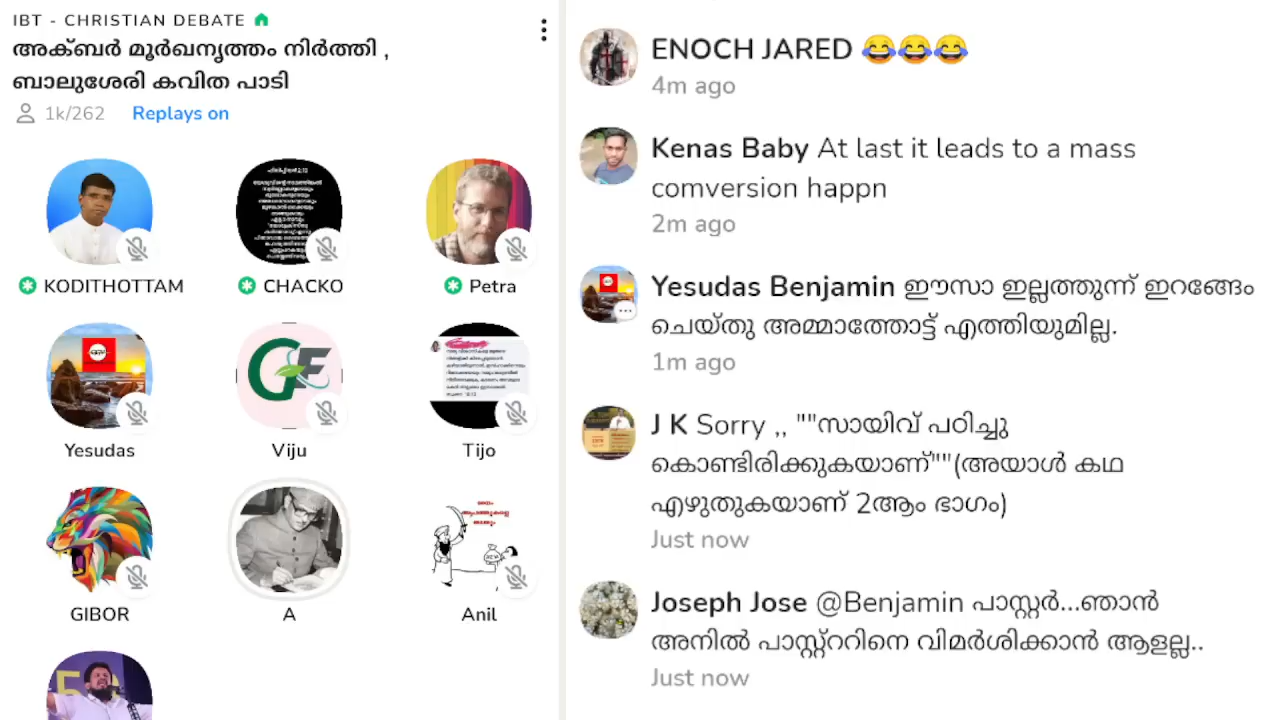 IBT - CHRISTIAN DEBATE
അക്ബർ മൂർഖനൃത്തം നിർത്തി ,
ബാലുശേരി കവിത പാടി
1k/262 Replays on
KODITHOTTAM CHACKO Petra
Yesudas Viju Tijo
GIBOR A Anil
ENOCH JARED 😂😂😂
4m ago
Kenas Baby At last it leads to a mass
comversion happn
2m ago
Yesudas Benjamin ഈസാ ഇല്ലത്തുന്ന് ഇറങ്ങേം
ചെയ്തു അമ്മാത്തോട്ട് എത്തിയുമില്ല.
1m ago
J K Sorry ,, ""സായിവ് പഠിച്ചു
കൊണ്ടിരിക്കുകയാണ്""(അയാൾ കഥ
എഴുതുകയാണ് 2ആം ഭാഗം)
Just now
Joseph Jose @Benjamin പാസ്റ്റർ...ഞാൻ
അനിൽ പാസ്റ്ററിനെ വിമർശിക്കാൻ ആളല്ല..
Just now